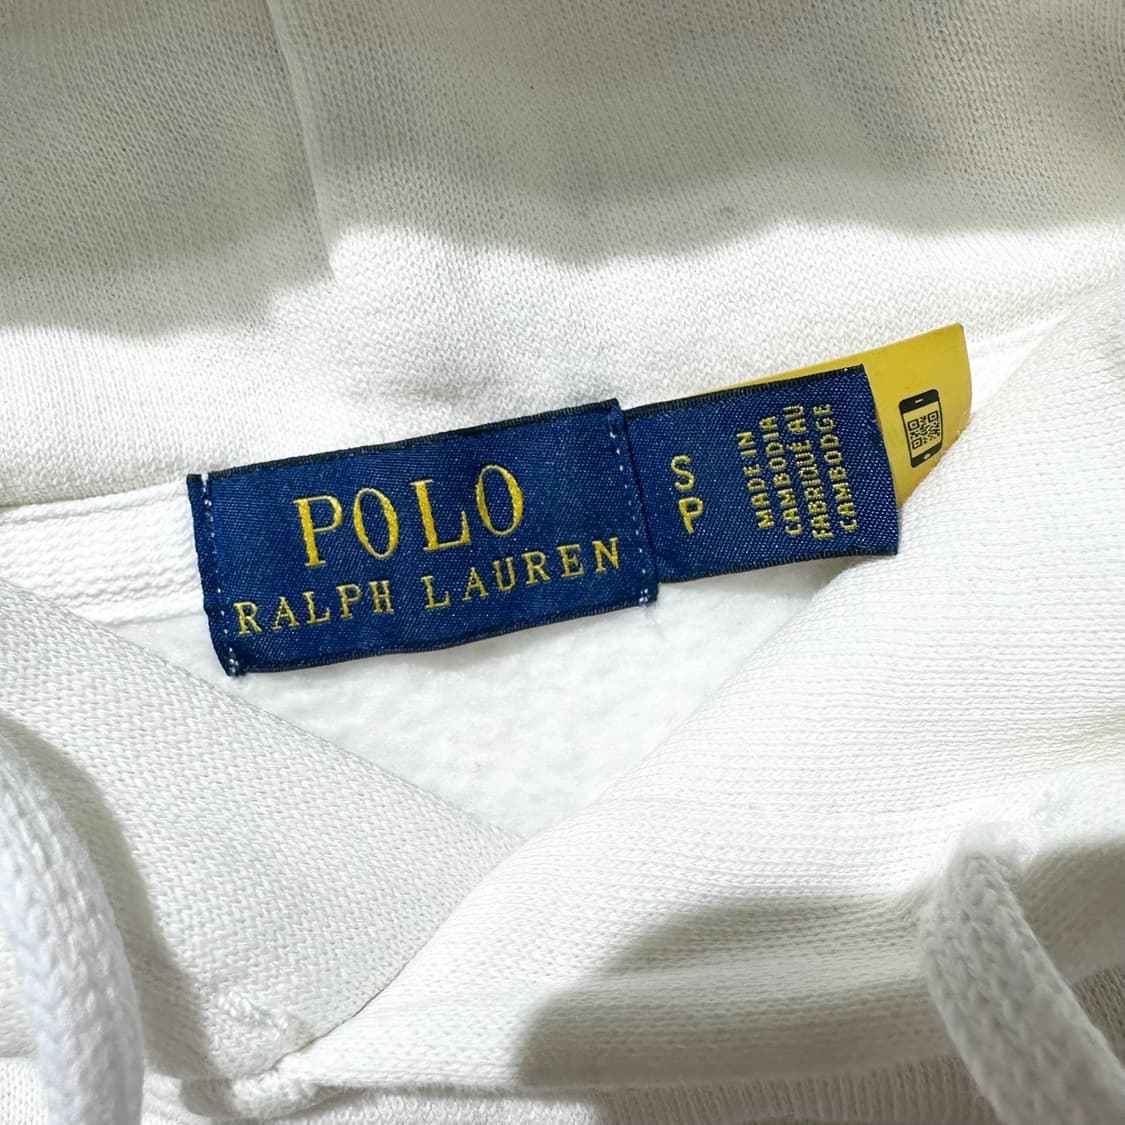 POLO
RALPH LAUREN
S
P
MADE IN
CAMBODIA
FABRIQUÉ AU
CAMBODGE